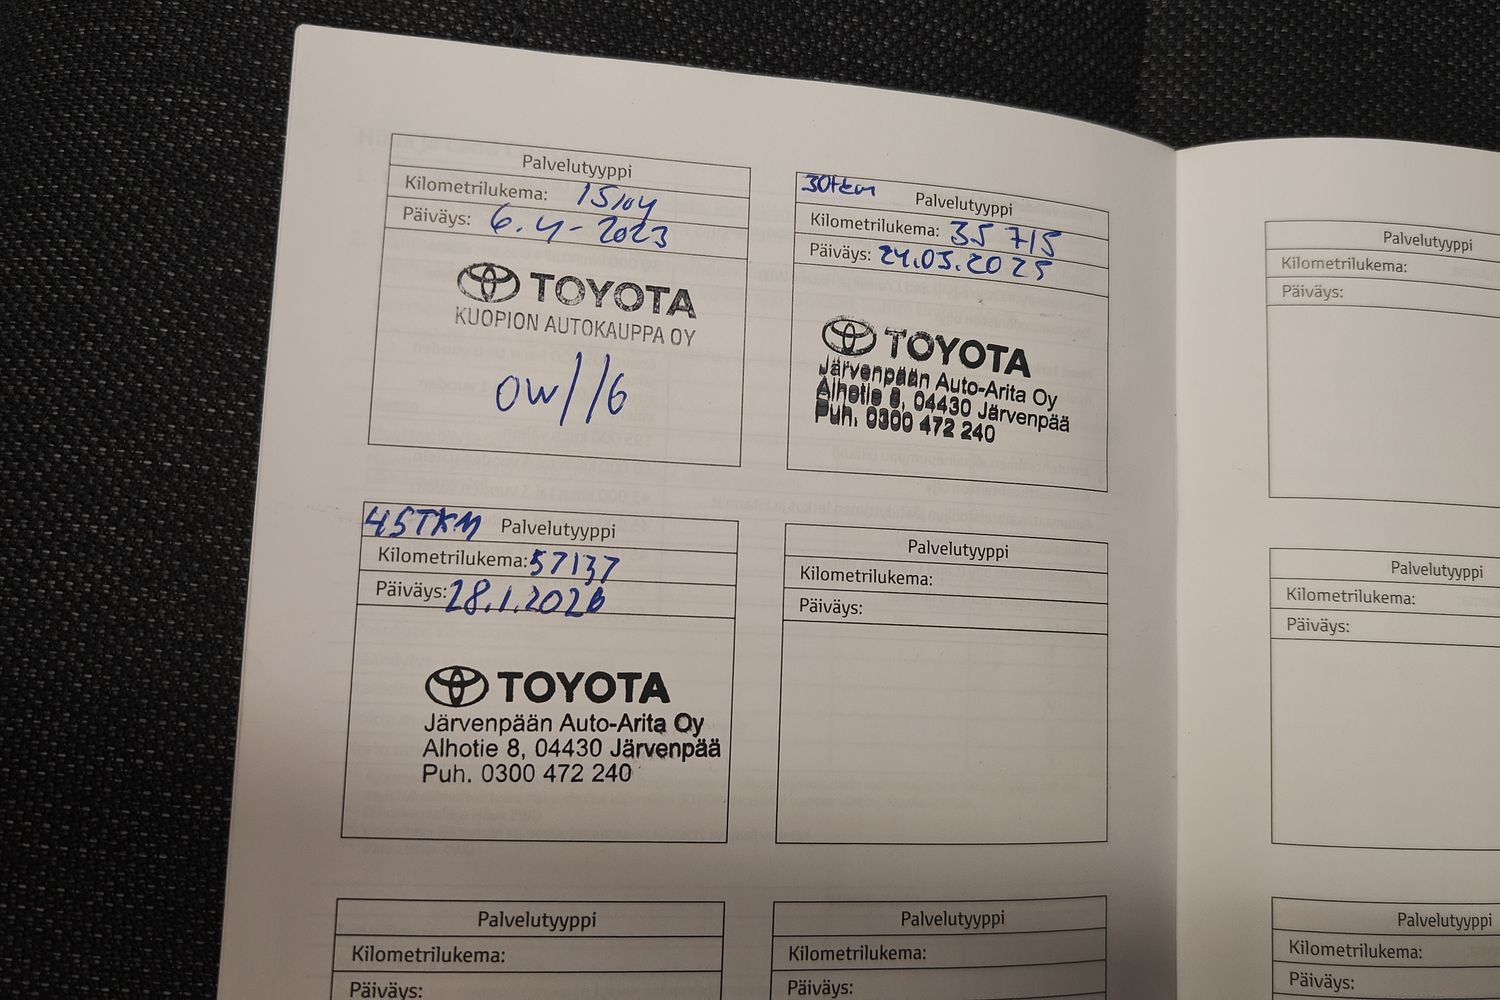 Palvelutyyppi
Kilometrilukema: 15104
Päiväys: 6.4-2023
TOYOTA
KUOPION AUTOKAUPPA OY
OW//6
30tkm Palvelutyyppi
Kilometrilukema: 35 715
Päiväys: 24.03.2025
TOYOTA
Järvenpään Auto-Arita Oy
Alhotie 8, 04430 Järvenpää
Puh. 0300 472 240
45TKM Palvelutyyppi
Kilometrilukema: 57137
Päiväys: 28.1.2026
TOYOTA
Järvenpään Auto-Arita Oy
Alhotie 8, 04430 Järvenpää
Puh. 0300 472 240
Palvelutyyppi
Kilometrilukema:
Päiväys:
Palvelutyyppi
Kilometrilukema:
Päiväys:
Palvelutyyppi
Kilometrilukema:
Päiväys:
Palvelutyyppi
Kilometrilukema:
Päiväys:
Palvelutyyppi
Kilometrilukema:
Päiväys:
Palvelutyyppi
Kilometrilukema:
Päiväys: